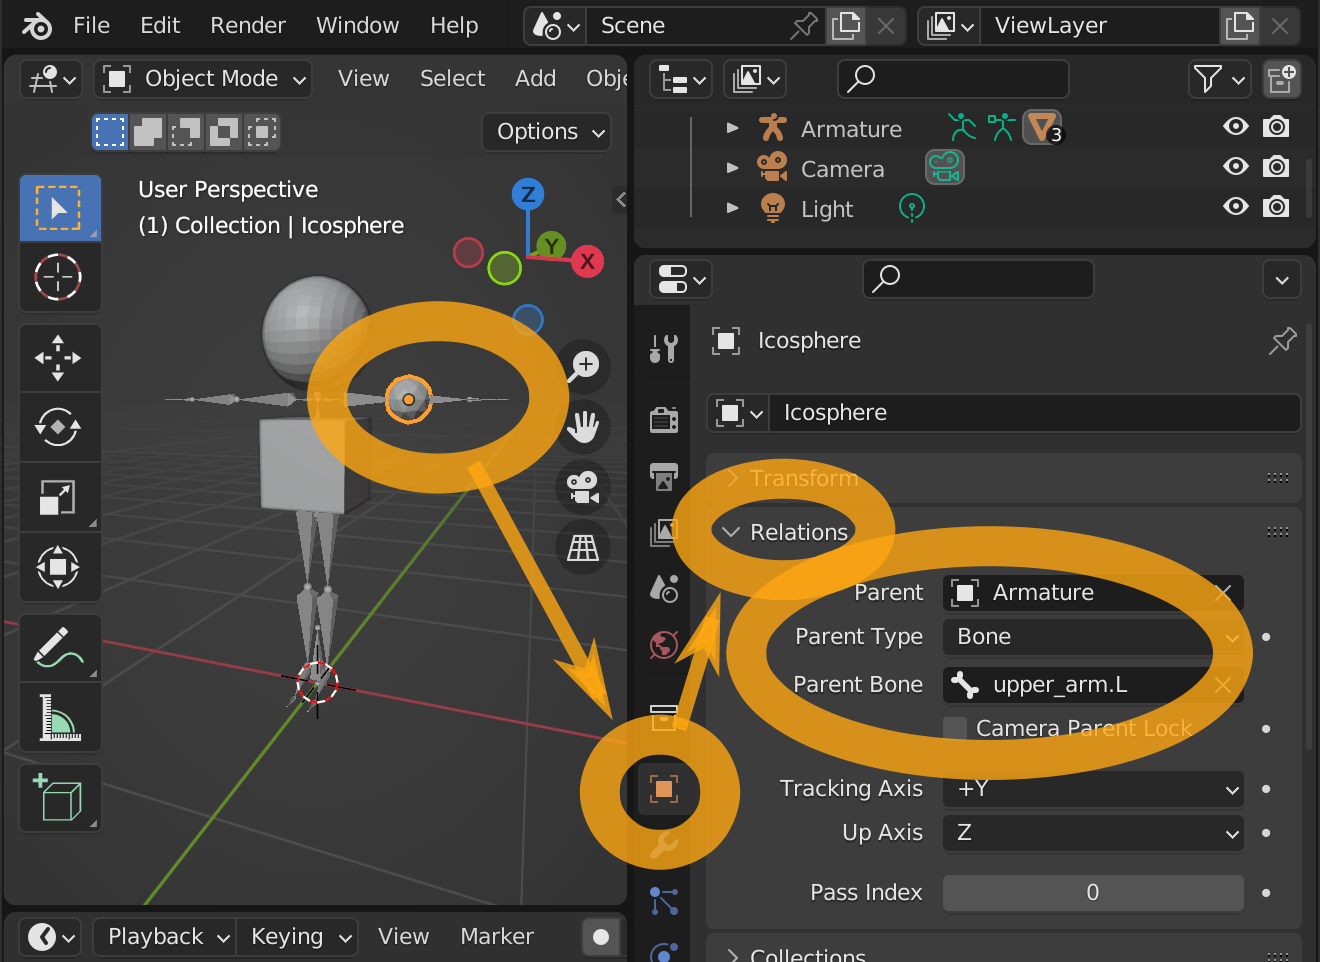 File Edit Render Window Help Scene ViewLayer
Object Mode View Select Add Obje
Options
User Perspective
(1) Collection | Icosphere
Z
Y
X
Playback Keying View Marker
Armature 3
Camera
Light
Icosphere
Icosphere
Transform
Relations
Parent Armature
Parent Type Bone
Parent Bone upper_arm.L
Camera Parent Lock
Tracking Axis +Y
Up Axis Z
Pass Index 0
Collections